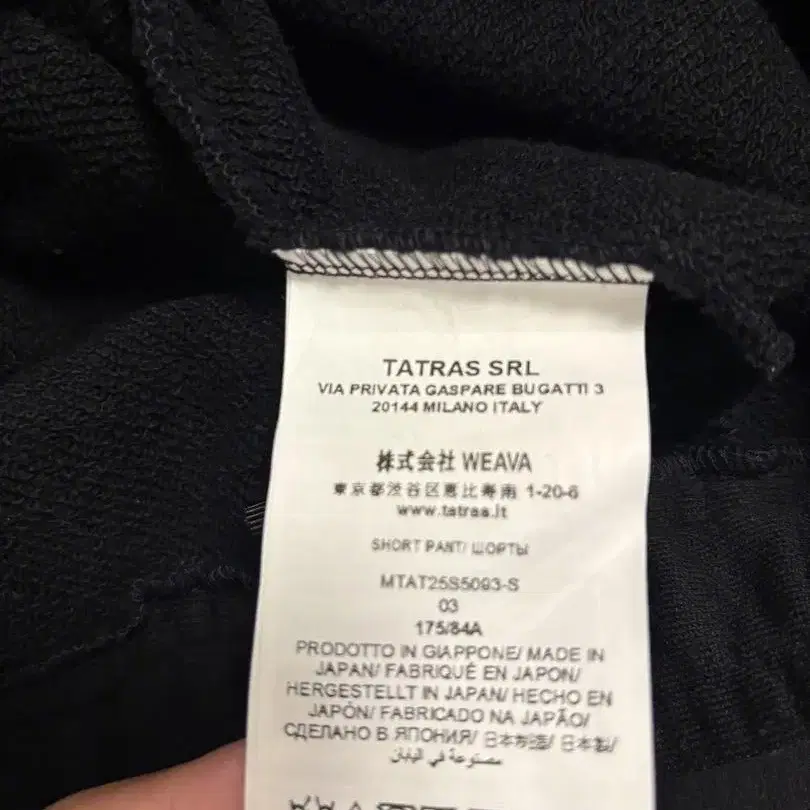 TATRAS SRL
VIA PRIVATA GASPARE BUGATTI 3
20144 MILANO ITALY
株式会社 WEAVA
東京都渋谷区恵比寿南 1-20-6
www.tatras.it
SHORT PANT/ ШОРТЫ
MTAT25S5093-S
03
175/84A
PRODOTTO IN GIAPPONE/ MADE IN
JAPAN/ FABRIQUÉ EN JAPON/
HERGESTELLT IN JAPAN/ HECHO EN
JAPÓN/ FABRICADO NA JAPÃO/
СДЕЛАНО В ЯПОНИЯ/ 日本制造/ 日本製/
مصنوعة في اليابان